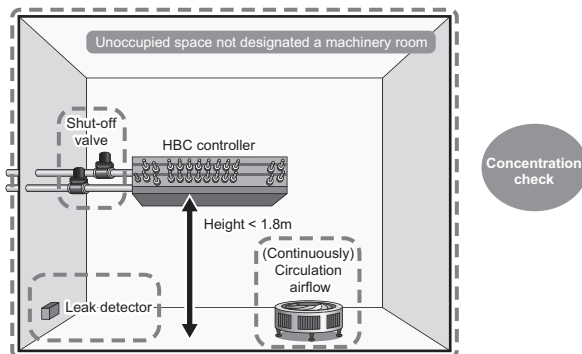 Unoccupied space not designated a machinery room
Shut-off
valve
HBC controller
Concentration
check
Height < 1.8m
(Continuously)
Circulation
airflow
Leak detector